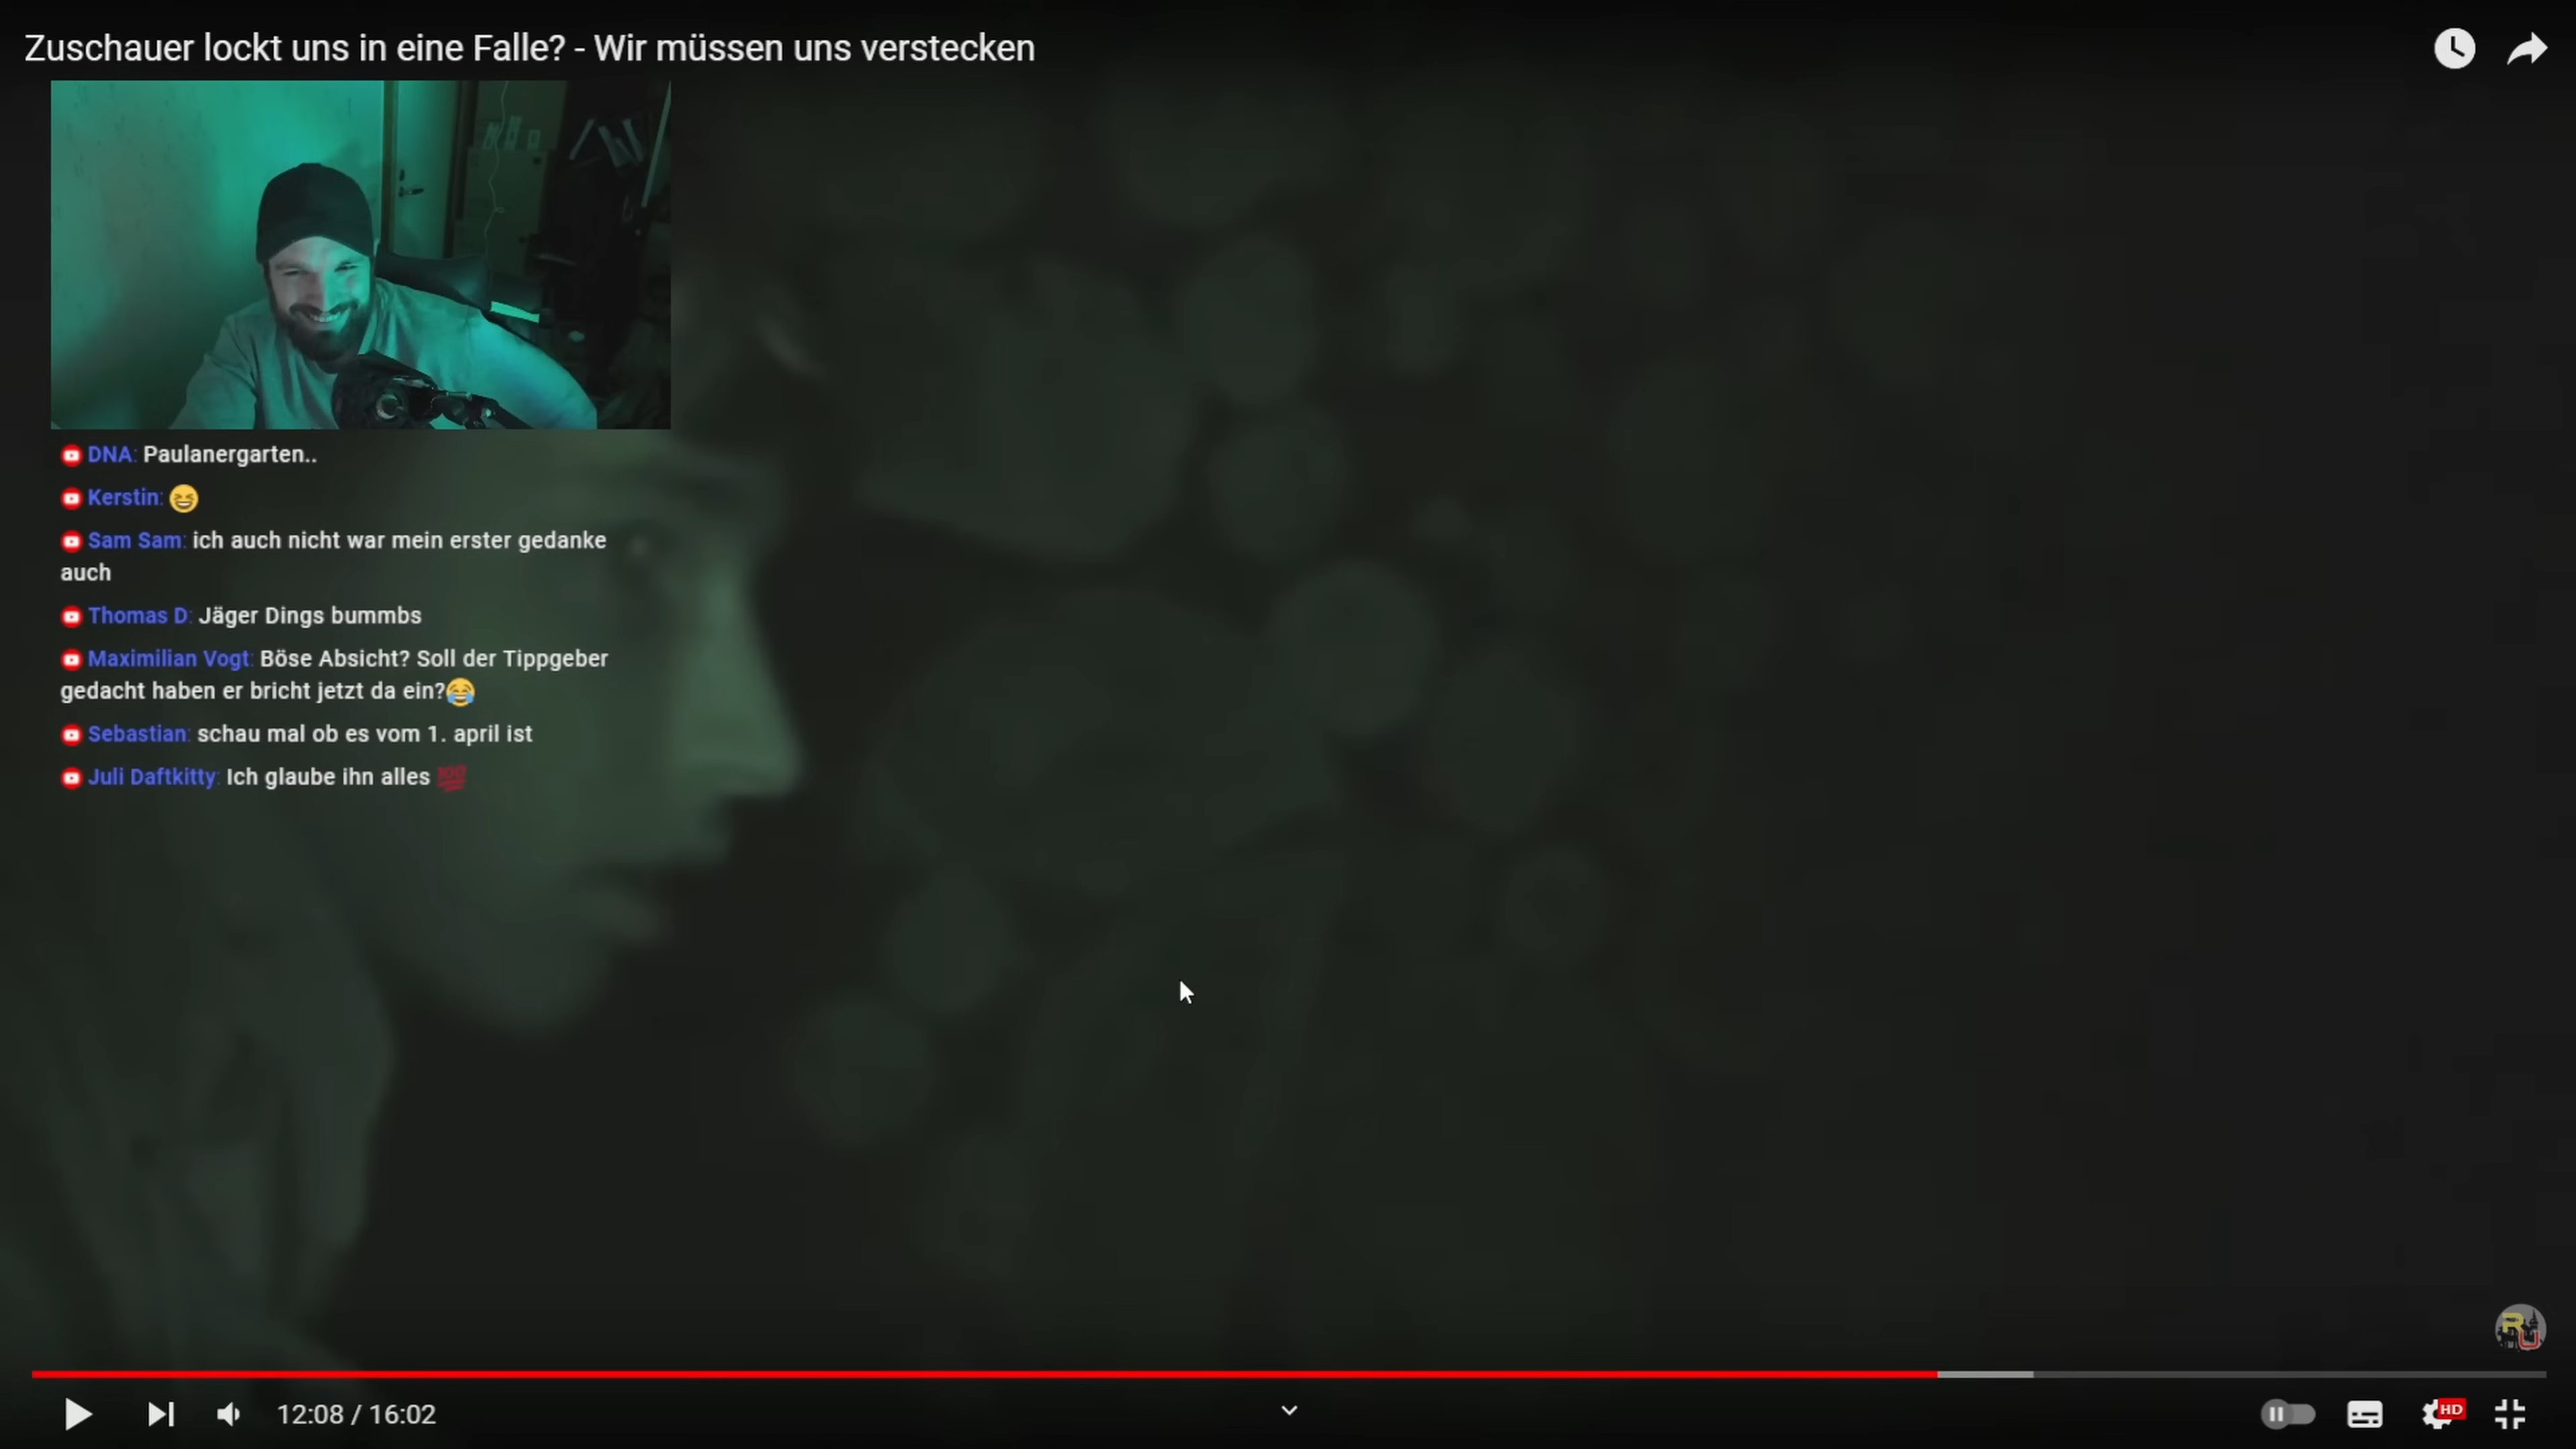 Zuschauer lockt uns in eine Falle? - Wir müssen uns verstecken
DNA: Paulanergarten..
Kerstin: 😆
Sam Sam: ich auch nicht war mein erster gedanke
auch
Thomas D: Jäger Dings bummbs
Maximilian Vogt: Böse Absicht? Soll der Tippgeber
gedacht haben er bricht jetzt da ein?😂
Sebastian: schau mal ob es vom 1. april ist
Juli Daftkitty: Ich glaube ihn alles 💯
RU
12:08 / 16:02
HD